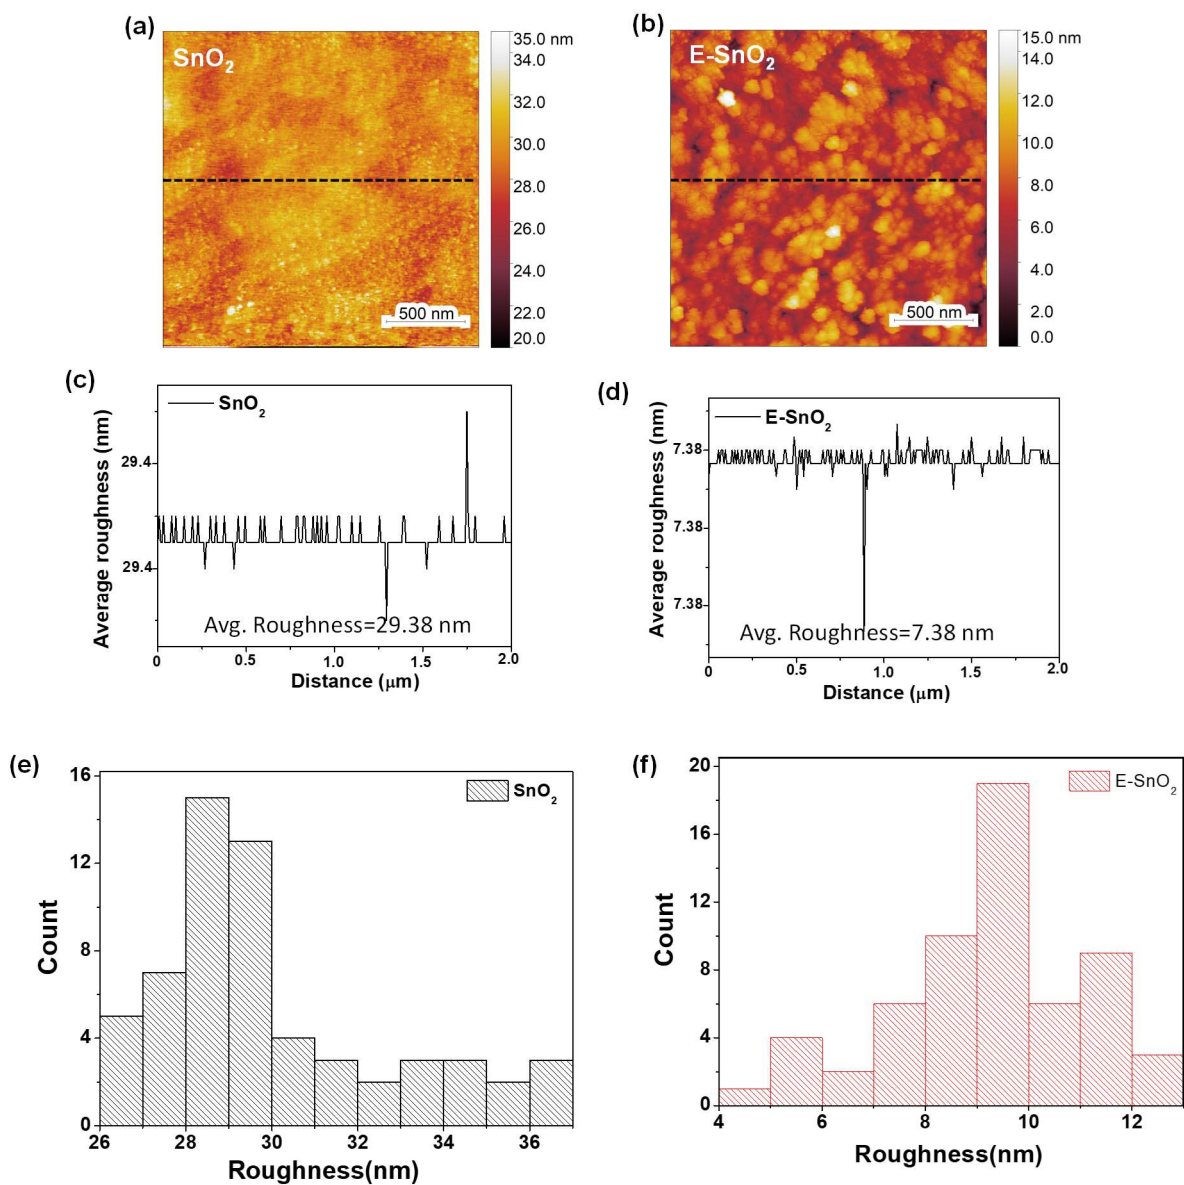 (a)
SnO₂
500 nm
35.0 nm
34.0
32.0
30.0
28.0
26.0
24.0
22.0
20.0
(b)
E-SnO₂
500 nm
15.0 nm
14.0
12.0
10.0
8.0
6.0
4.0
2.0
0.0
(c)
SnO₂
Average roughness (nm)
29.4
29.4
Avg. Roughness=29.38 nm
0 0.5 1.0 1.5 2.0
Distance (μm)
(d)
E-SnO₂
Average roughness (nm)
7.38
7.38
7.38
Avg. Roughness=7.38 nm
0 0.5 1.0 1.5 2.0
Distance (μm)
(e)
SnO₂
Count
16
12
8
4
0
26 28 30 32 34 36
Roughness(nm)
(f)
E-SnO₂
Count
20
16
12
8
4
0
4 6 8 10 12
Roughness(nm)